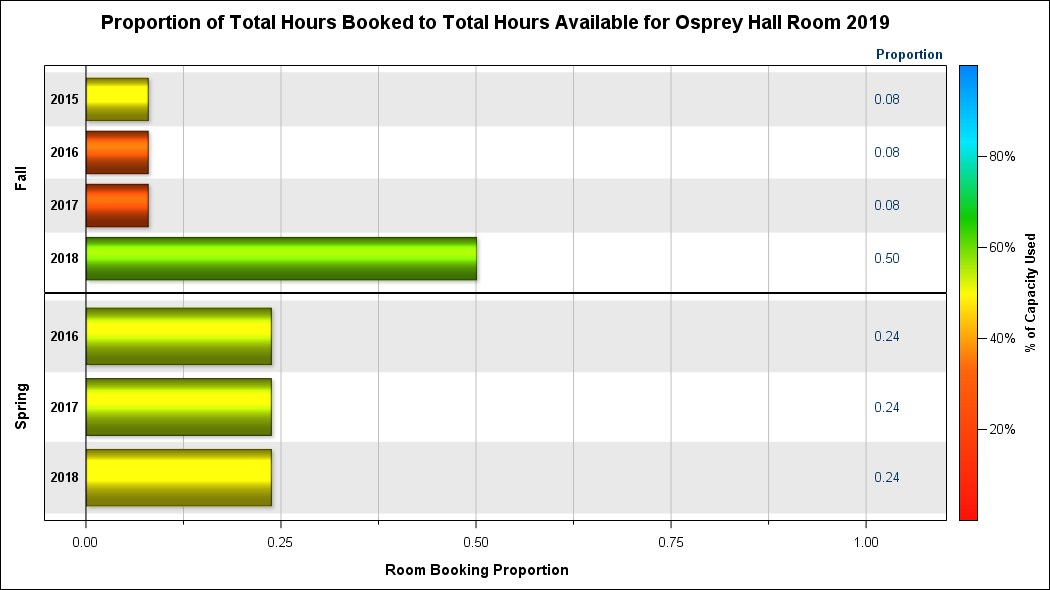 Proportion of Total Hours Booked to Total Hours Available for Osprey Hall Room 2019
Proportion
Fall
2015 0.08
2016 0.08
2017 0.08
2018 0.50
Spring
2016 0.24
2017 0.24
2018 0.24
0.00 0.25 0.50 0.75 1.00
Room Booking Proportion
80%
60%
40%
20%
% of Capacity Used